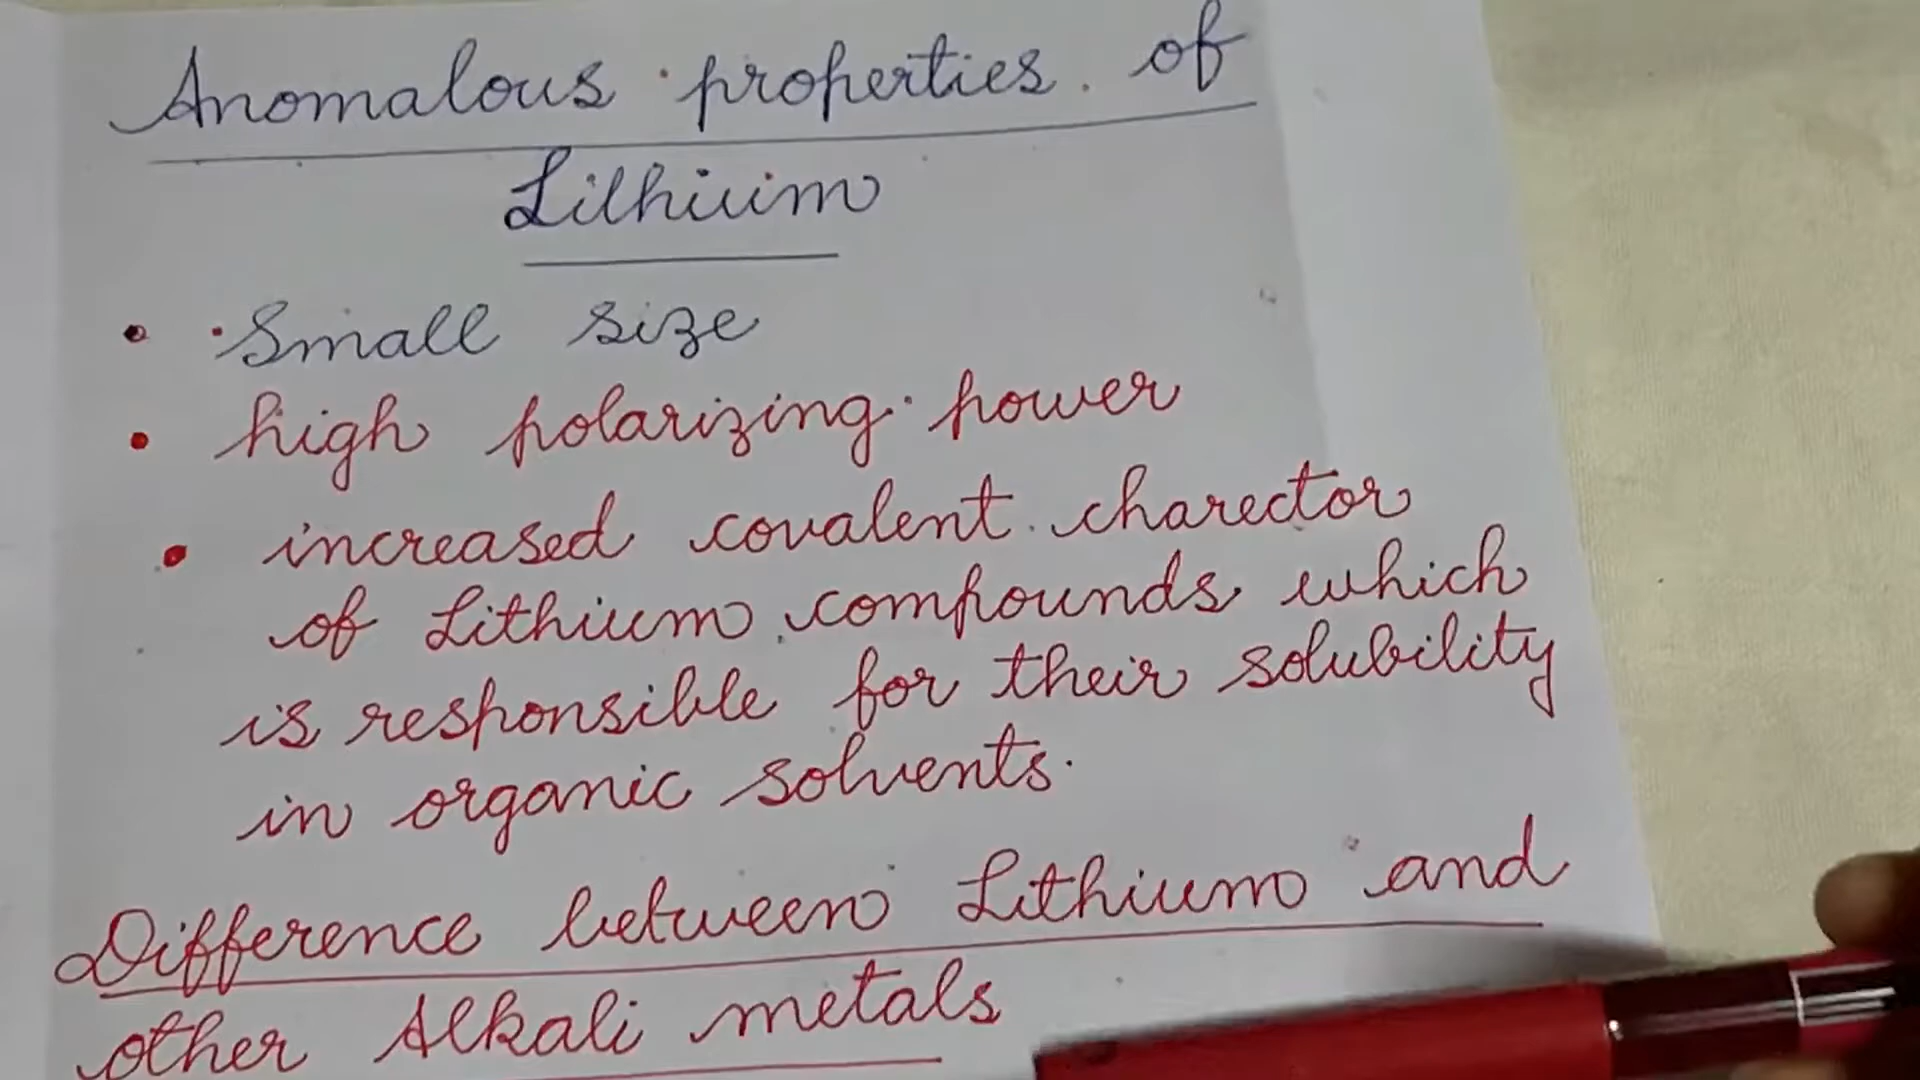 Anomalous properties of
Lithium
• Small size
• high polarizing power
• increased covalent charector
of Lithium compounds which
is responsible for their solubility
in organic solvents.
Difference between Lithium and
other Alkali metals